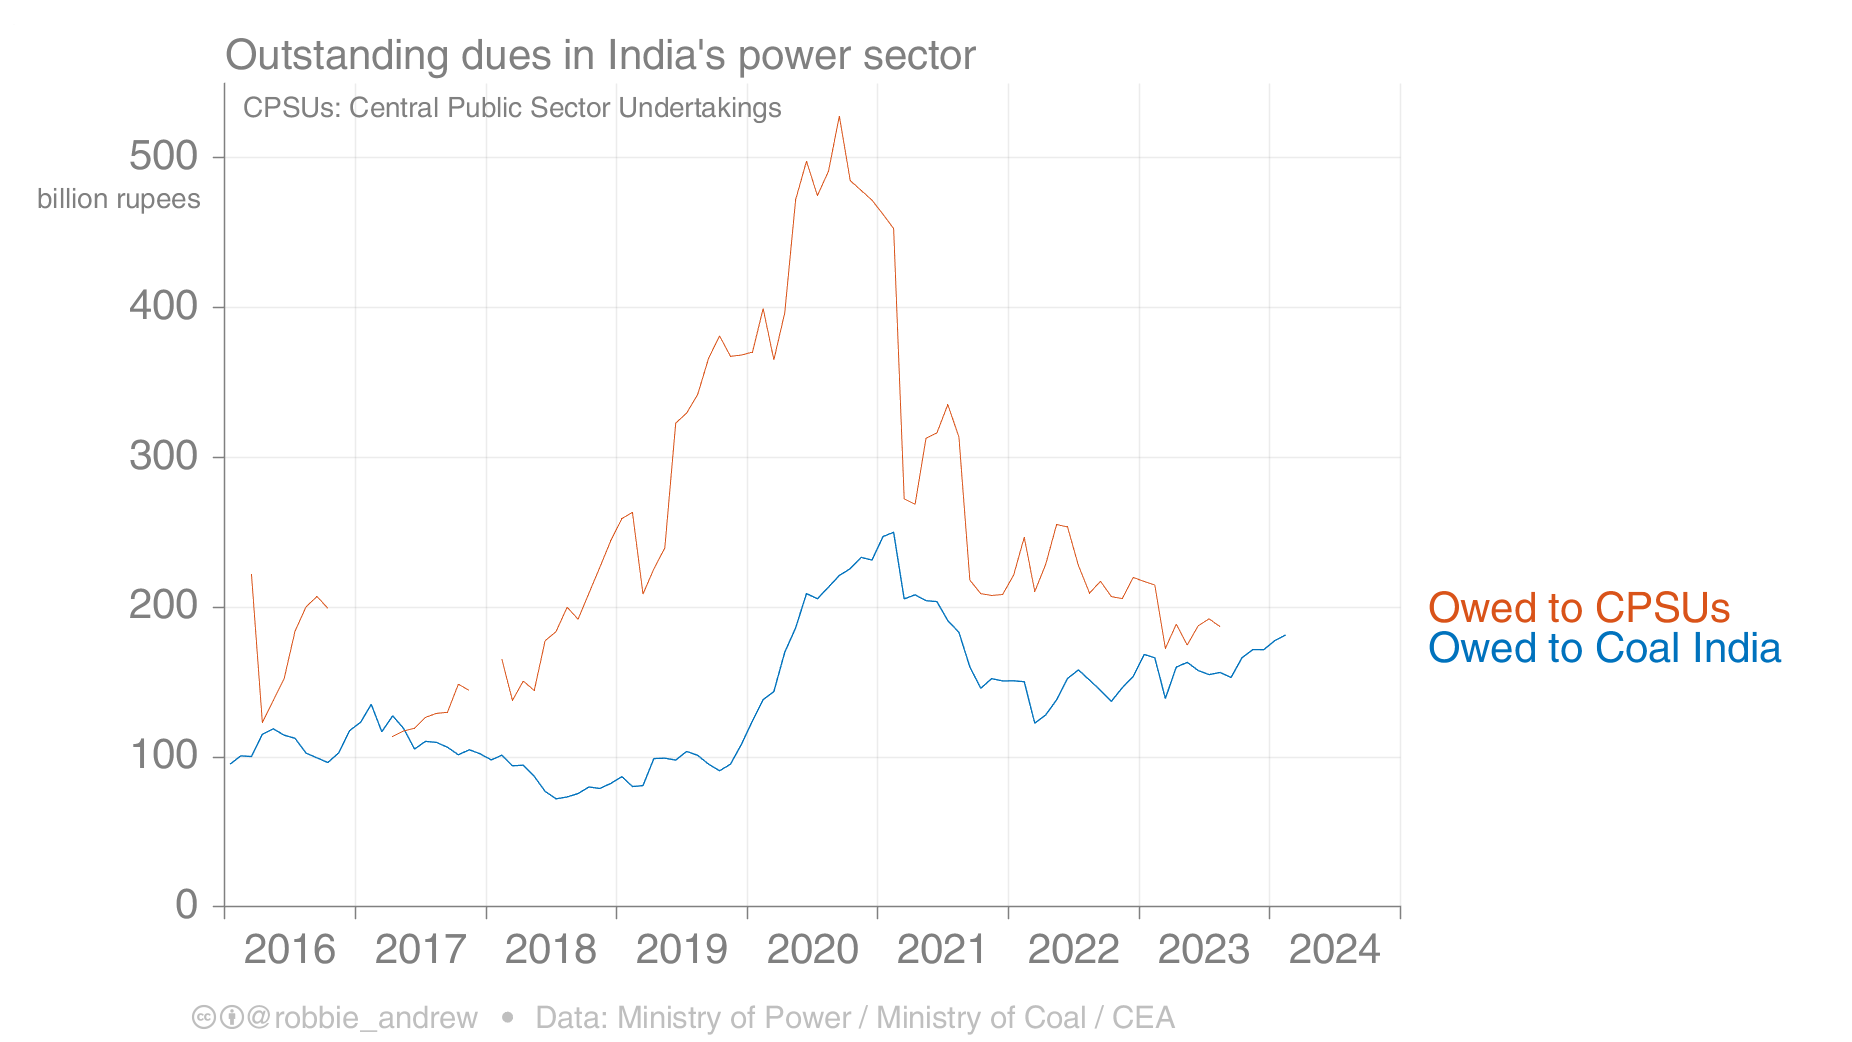 Outstanding dues in India's power sector
CPSUs: Central Public Sector Undertakings
500
billion rupees
400
300
200
100
0
Owed to CPSUs
Owed to Coal India
2016 2017 2018 2019 2020 2021 2022 2023 2024
cc @robbie_andrew • Data: Ministry of Power / Ministry of Coal / CEA